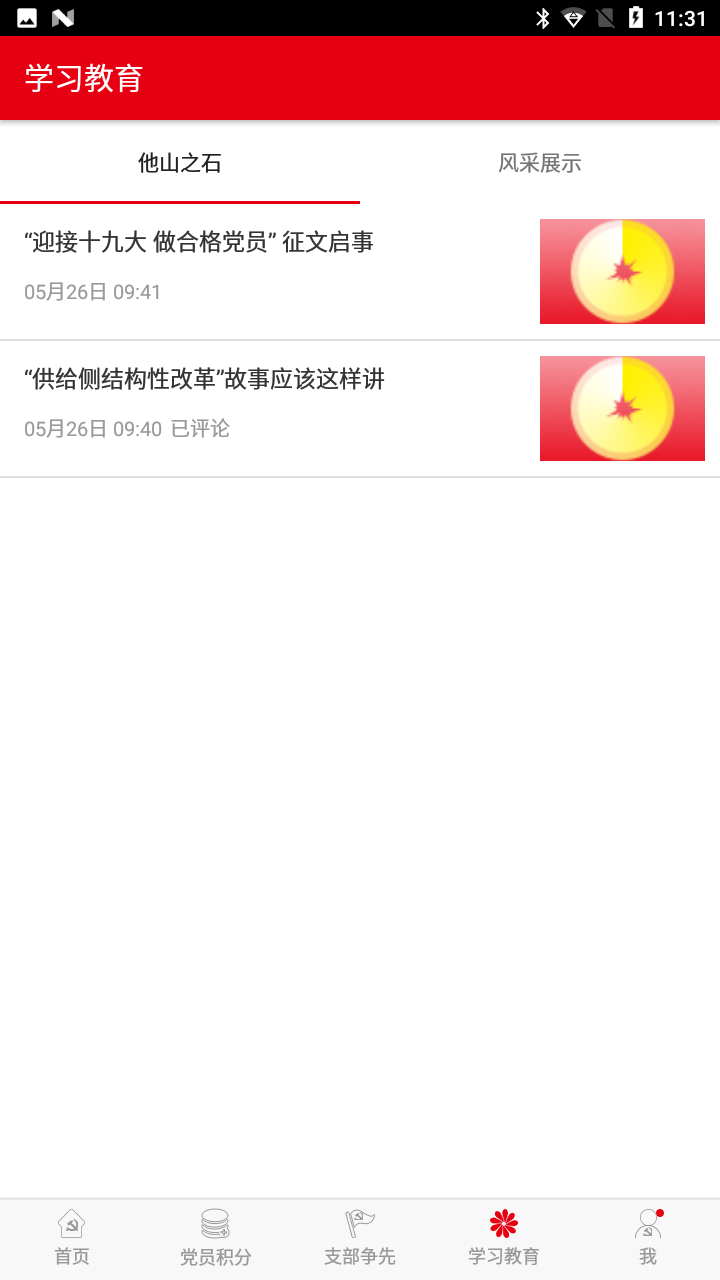 11:31
学习教育
他山之石
风采展示
“迎接十九大 做合格党员” 征文启事
05月26日 09:41
“供给侧结构性改革”故事应该这样讲
05月26日 09:40 已评论
首页
党员积分
支部争先
学习教育
我